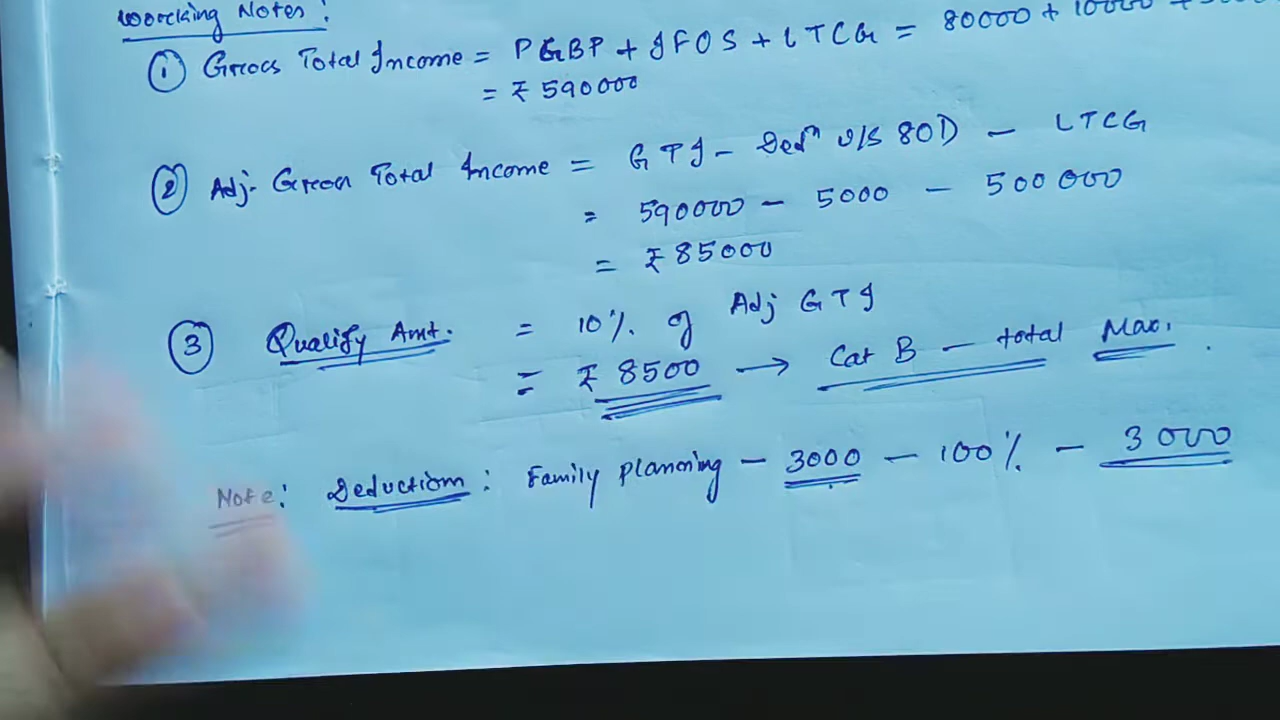 Working Notes:
① Gross Total Income = PGBP + IFOS + LTCG = 80000 + 10000 +
= ₹ 590000
② Adj. Gross Total Income = GTI - Dedn U/S 80D - LTCG
= 590000 - 5000 - 500000
= ₹ 85000
③ Qualify Amt. = 10% of Adj GTI
= ₹ 8500 → Cat B - total Max.
Note: Deduction: Family Planning - 3000 - 100% - 3000